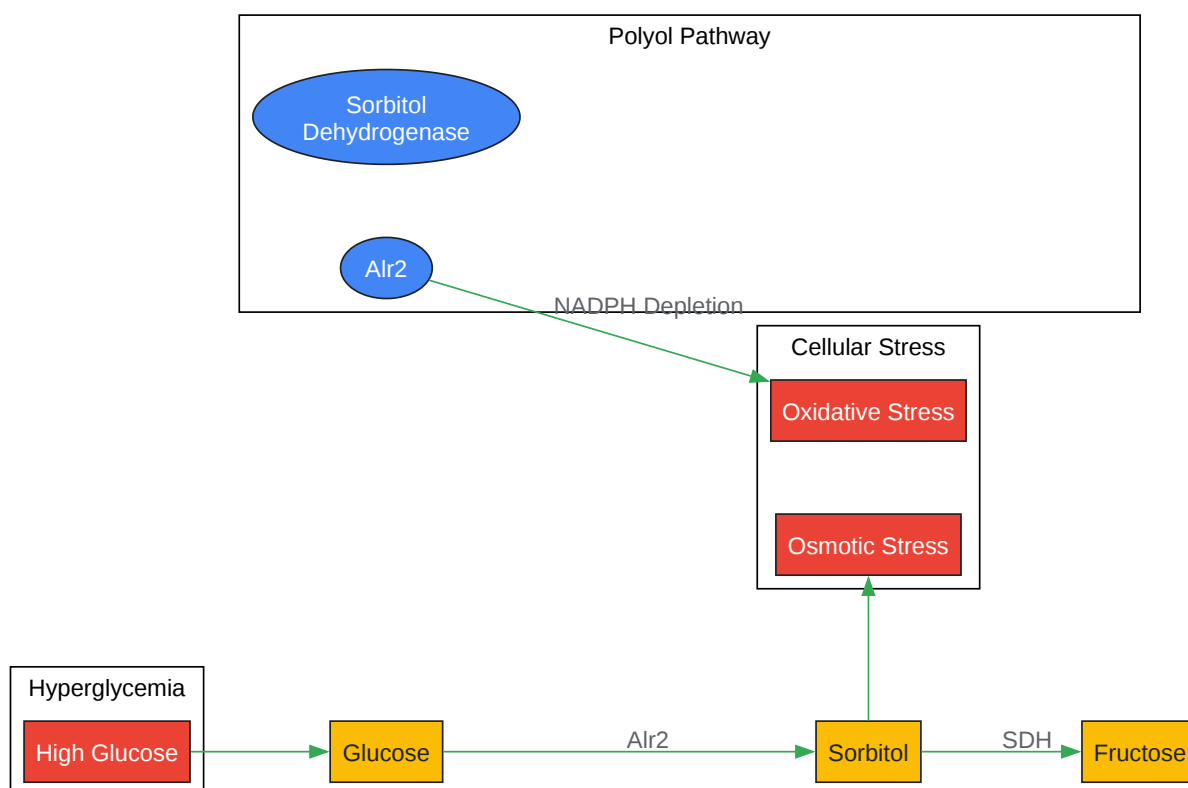 Polyol Pathway
Sorbitol
Dehydrogenase
Alr2
NADPH Depletion
Cellular Stress
Oxidative Stress
Osmotic Stress
Hyperglycemia
High Glucose
Glucose
Alr2
Sorbitol
SDH
Fructose